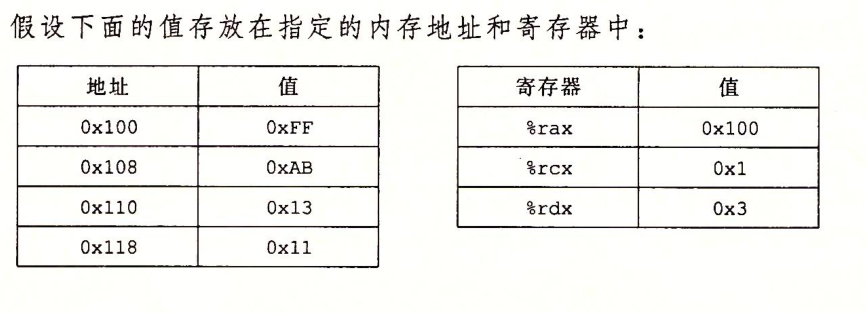 假设下面的值存放在指定的内存地址和寄存器中：
地址 值
0x100 0xFF
0x108 0xAB
0x110 0x13
0x118 0x11
寄存器 值
%rax 0x100
%rcx 0x1
%rdx 0x3